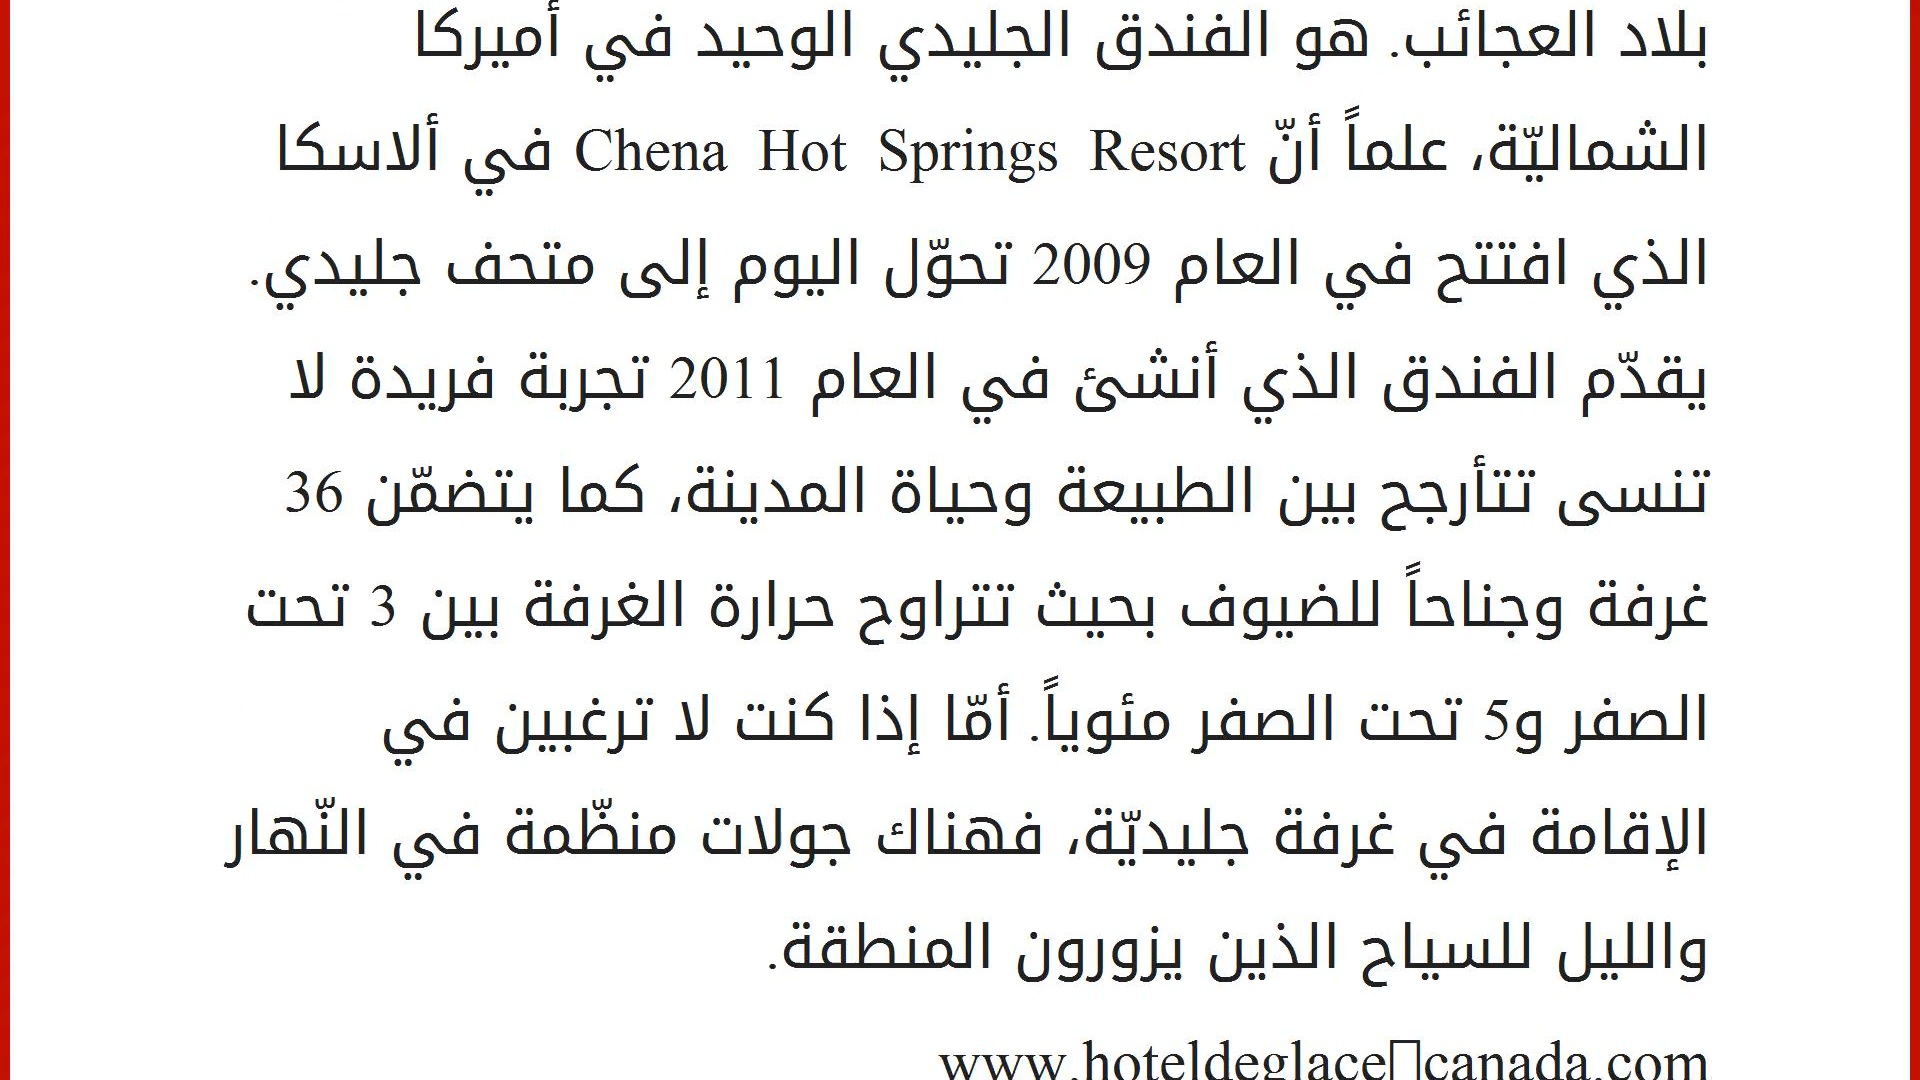 بلاد العجائب. هو الفندق الجليدي الوحيد في أميركا
الشماليّة، علماً أنّ Chena Hot Springs Resort في ألاسكا
الذي افتتح في العام 2009 تحوّل اليوم إلى متحف جليدي.
يقدّم الفندق الذي أنشئ في العام 2011 تجربة فريدة لا
تنسى تتأرجح بين الطبيعة وحياة المدينة، كما يتضمّن 36
غرفة وجناحاً للضيوف بحيث تتراوح حرارة الغرفة بين 3 تحت
الصفر و5 تحت الصفر مئوياً. أمّا إذا كنت لا ترغبين في
الإقامة في غرفة جليديّة، فهناك جولات منظّمة في النّهار
والليل للسياح الذين يزورون المنطقة.
www.hoteldeglace▯canada.com